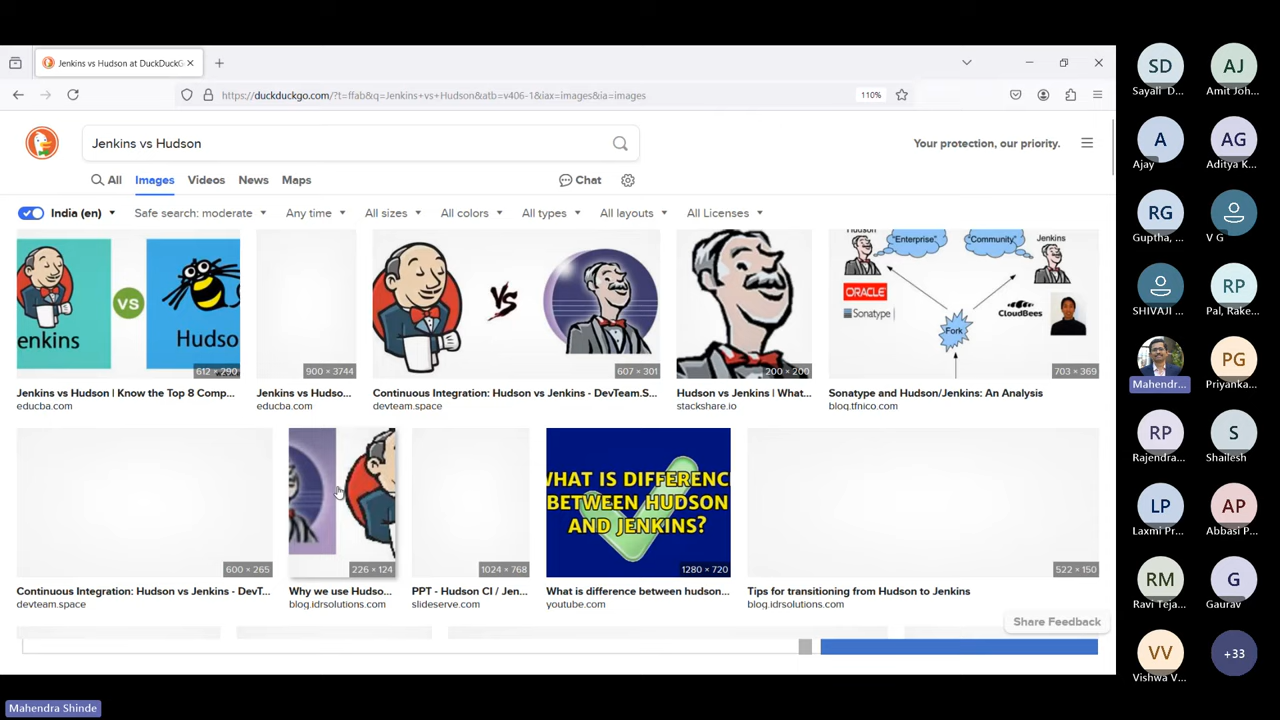 Jenkins vs Hudson at DuckDuckG
https://duckduckgo.com/?t=ffab&q=Jenkins+vs+Hudson&atb=v406-1&iax=images&ia=images
110%
Jenkins vs Hudson
Your protection, our priority.
All
Images
Videos
News
Maps
Chat
India (en)
Safe search: moderate
Any time
All sizes
All colors
All types
All layouts
All Licenses
enkins
VS
Hudso
612 × 290
Jenkins vs Hudson | Know the Top 8 Comp...
educba.com
900 × 3744
Jenkins vs Hudso...
educba.com
VS
607 × 301
Continuous Integration: Hudson vs Jenkins - DevTeam.S...
devteam.space
200 × 200
Hudson vs Jenkins | What...
stackshare.io
Hudson
"Enterprise"
"Community"
Jenkins
ORACLE
Sonatype
CloudBees
Fork
703 × 369
Sonatype and Hudson/Jenkins: An Analysis
blog.tfnico.com
600 × 265
Continuous Integration: Hudson vs Jenkins - DevT...
devteam.space
226 × 124
Why we use Hudso...
blog.idrsolutions.com
1024 × 768
PPT - Hudson CI / Jen...
slideserve.com
WHAT IS DIFFERENC
BETWEEN HUDSON
AND JENKINS?
1280 × 720
What is difference between hudson...
youtube.com
522 × 150
Tips for transitioning from Hudson to Jenkins
blog.idrsolutions.com
Share Feedback
SD
Sayali D...
AJ
Amit Joh...
A
Ajay
AG
Aditya K...
RG
Guptha, ...
V G
SHIVAJI ...
RP
Pal, Rake...
Mahendr...
PG
Priyanka...
RP
Rajendra...
S
Shailesh
LP
Laxmi Pr...
AP
Abbasi P...
RM
Ravi Teja...
G
Gaurav
VV
Vishwa V...
+33
Mahendra Shinde